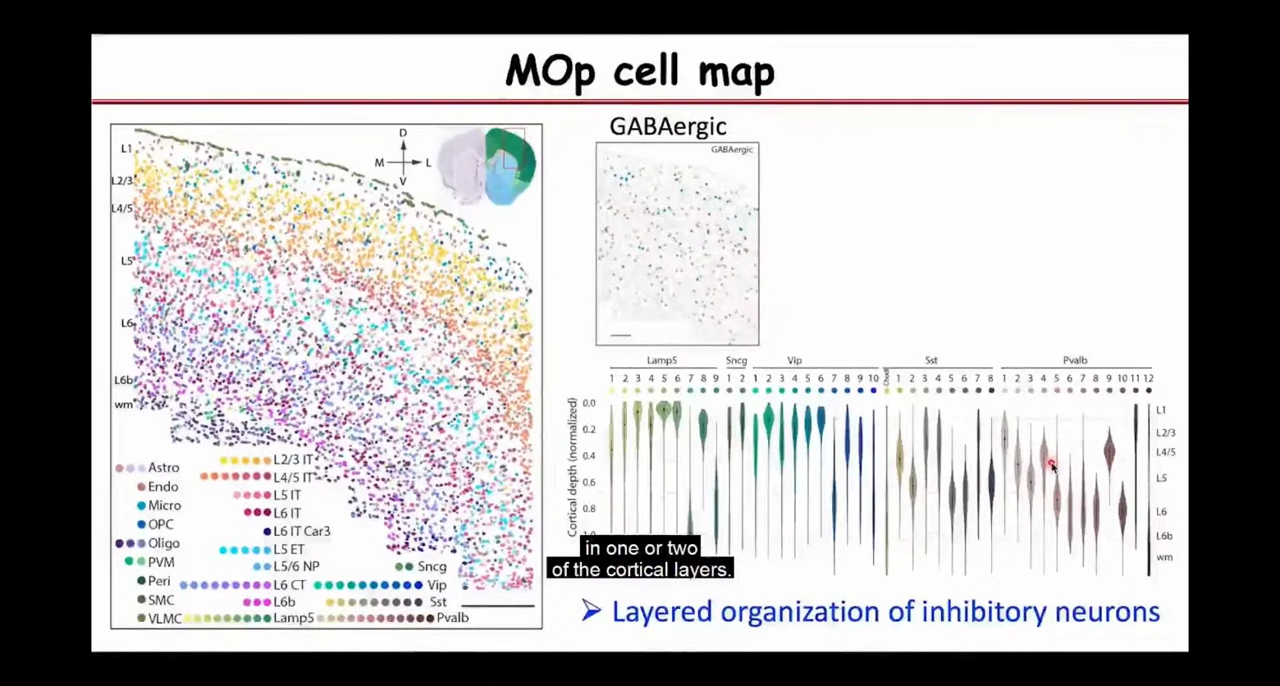 MOp cell map
D
M L
V
L1
L2/3
L4/5
L5
L6
L6b
wm
Astro
Endo
Micro
OPC
Oligo
PVM
Peri
SMC
VLMC
L2/3 IT
L4/5 IT
L5 IT
L6 IT
L6 IT Car3
L5 ET
L5/6 NP
L6 CT
L6b
Lamp5
Sncg
Vip
Sst
Pvalb
GABAergic
GABAergic
Lamp5 Sncg Vip Sst Pvalb
1 2 3 4 5 6 7 8 9 1 2 1 2 3 4 5 6 7 8 9 10 1 2 3 4 5 6 7 8 1 2 3 4 5 6 7 8 9 10 11 12
Cortical depth (normalized)
0.0
0.2
0.4
0.6
0.8
L1
L2/3
L4/5
L5
L6
L6b
wm
in one or two
of the cortical layers.
➢ Layered organization of inhibitory neurons